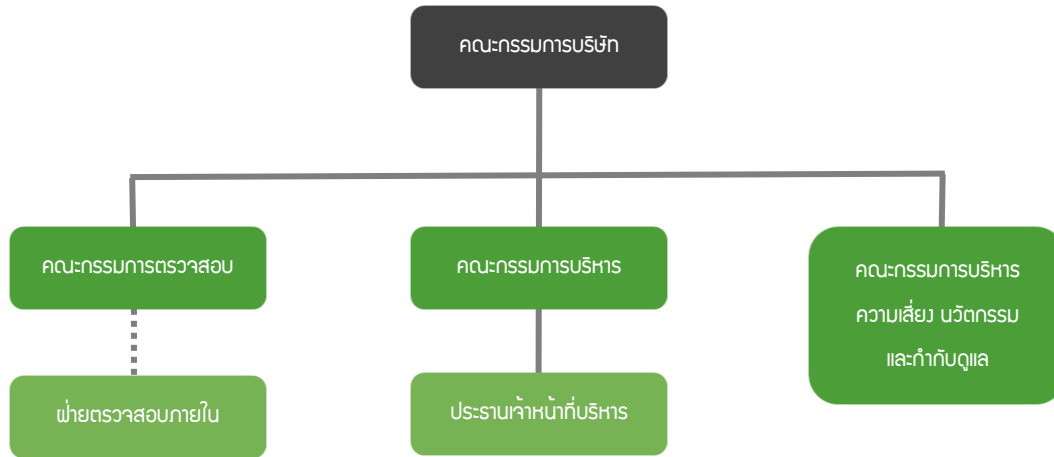 คณะกรรมการบริษัท
คณะกรรมการตรวจสอบ
คณะกรรมการบริหาร
คณะกรรมการบริหาร
ความเสี่ยง นวัตกรรม
และกำกับดูแล
ฝ่ายตรวจสอบภายใน
ประธานเจ้าหน้าที่บริหาร